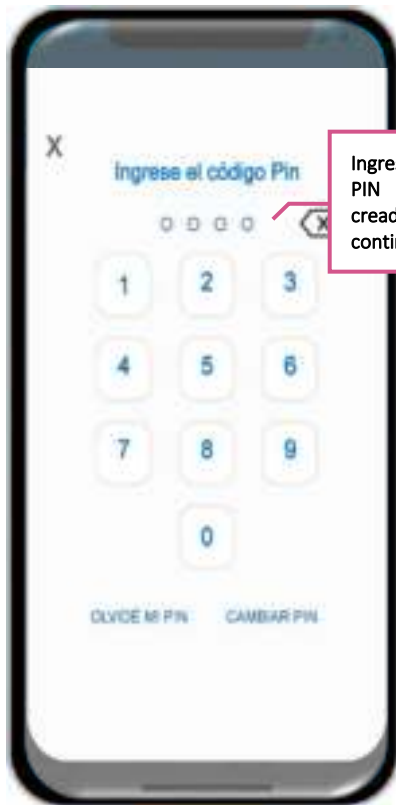 X
Ingrese el código Pin
X
PIN
1 2 3
4 5 6
7 8 9
0
OLVIDÉ MI PIN CAMBIAR PIN